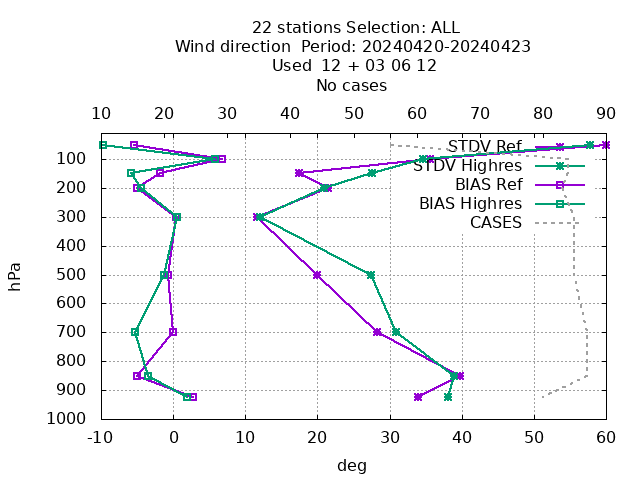 22 stations Selection: ALL
Wind direction  Period: 20240420-20240423
Used  12 + 03 06 12
No cases
10 20 30 40 50 60 70 80 90
STDV Ref
STDV Highres
BIAS Ref
BIAS Highres
CASES
hPa
100
200
300
400
500
600
700
800
900
1000
-10 0 10 20 30 40 50 60
deg